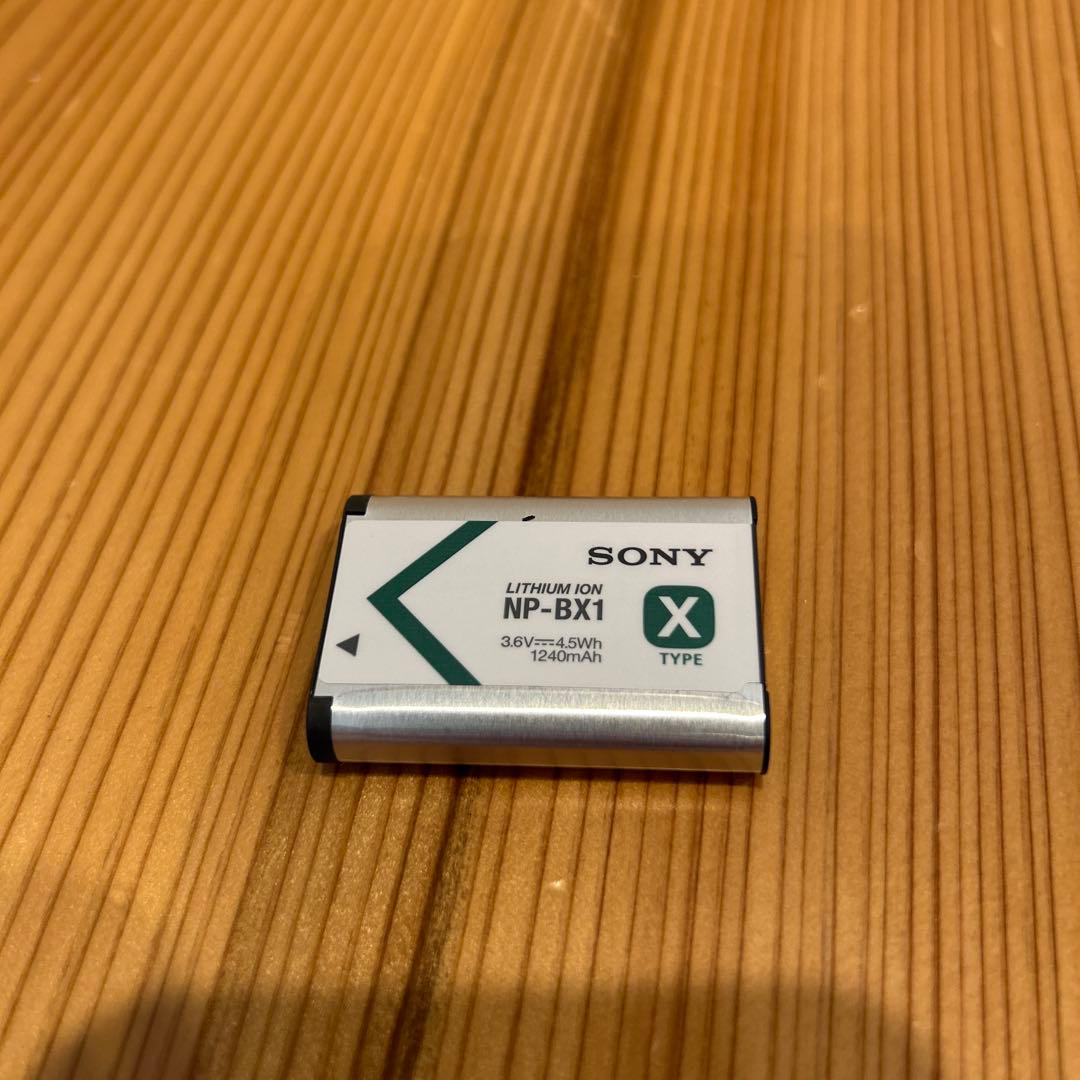 SONY
LITHIUM ION
NP-BX1
3.6V⎓4.5Wh
1240mAh
X
TYPE